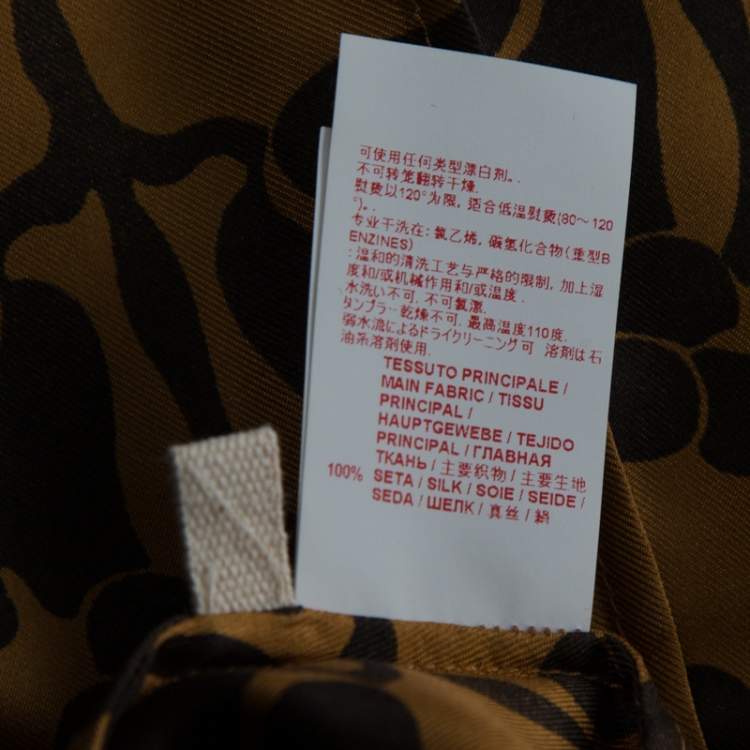 可使用任何类型漂白剂。.
不可转笼翻转干燥.
熨烫以120°为限, 适合低温熨烫(80～120
°)。.
专业干洗在: 氯乙烯, 碳氢化合物 (重型B
ENZINES)
: 温和的清洗工艺与严格的限制, 加上湿
度和/或机械作用和/或温度.
水洗い不可, 不可氯漂.
タンブラー乾燥不可, 最高温度110度.
弱水流によるドライクリーニング可 溶剤は石
油系溶剤使用.
TESSUTO PRINCIPALE /
MAIN FABRIC / TISSU
PRINCIPAL /
HAUPTGEWEBE / TEJIDO
PRINCIPAL / ГЛАВНАЯ
ТКАНЬ / 主要织物 / 主要生地
100% SETA / SILK / SOIE / SEIDE /
SEDA / ШЕЛК / 真丝 / 絹